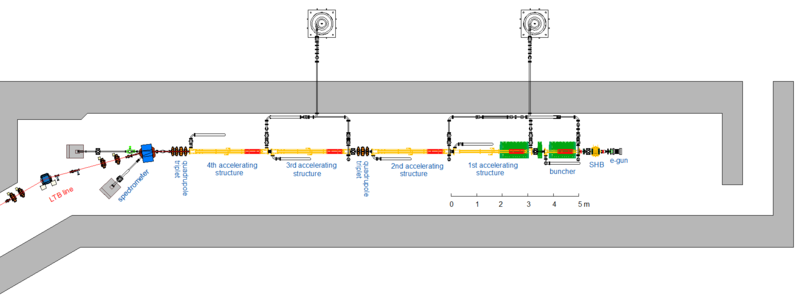 4th accelerating
structure
3rd accelerating
structure
2nd accelerating
structure
1st accelerating
structure
buncher
SHB
e-gun
quadrupole
triplet
quadrupole
triplet
spectrometer
LTB line
0 1 2 3 4 5 m